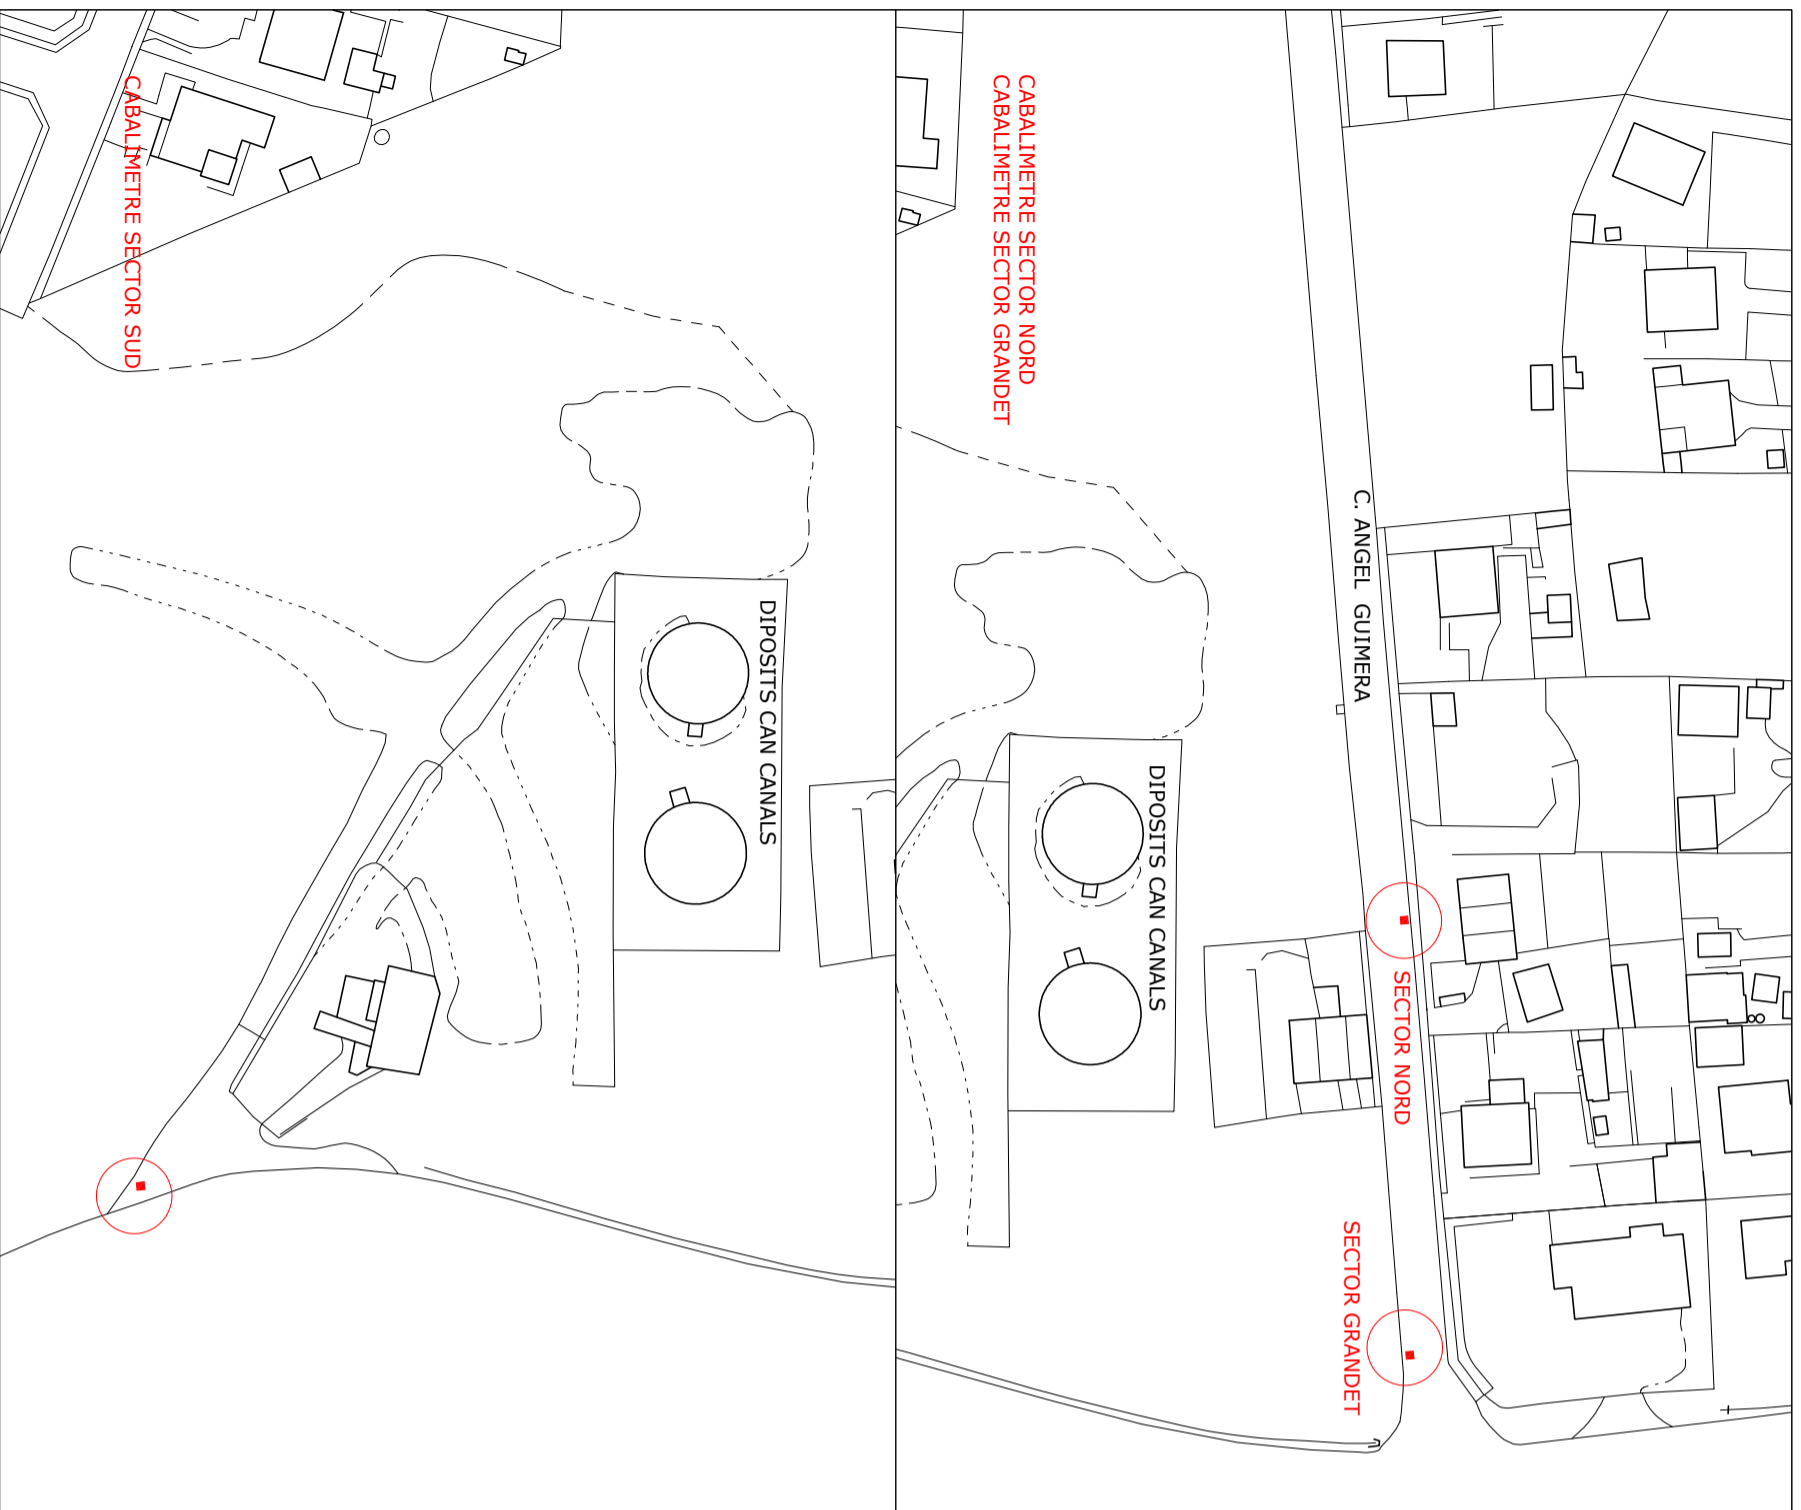 CABALIMETRE SECTOR SUD
DIPOSITS CAN CANALS
CABALIMETRE SECTOR NORD
CABALIMETRE SECTOR GRANDET
C. ANGEL GUIMERA
DIPOSITS CAN CANALS
SECTOR NORD
SECTOR GRANDET